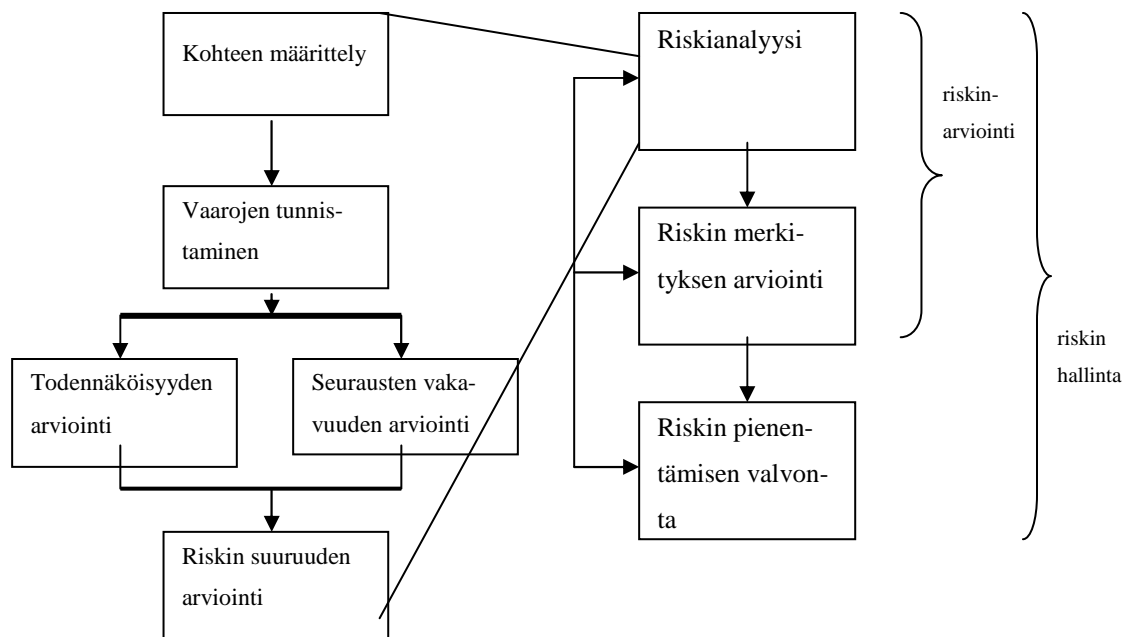 Kohteen määrittely
Vaarojen tunnis-
taminen
Todennäköisyyden
arviointi
Seurausten vaka-
vuuden arviointi
Riskin suuruuden
arviointi
Riskianalyysi
Riskin merki-
tyksen arviointi
Riskin pienen-
tämisen valvon-
ta
riskin-
arviointi
riskin
hallinta